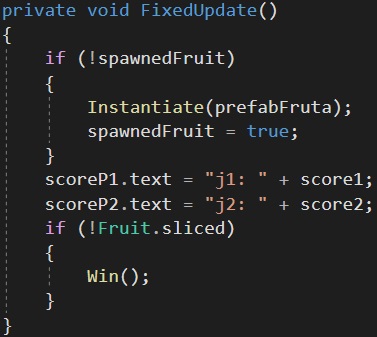 private void FixedUpdate()
{
    if (!spawnedFruit)
    {
        Instantiate(prefabFruta);
        spawnedFruit = true;
    }
    scoreP1.text = "j1: " + score1;
    scoreP2.text = "j2: " + score2;
    if (!Fruit.sliced)
    {
        Win();
    }
}